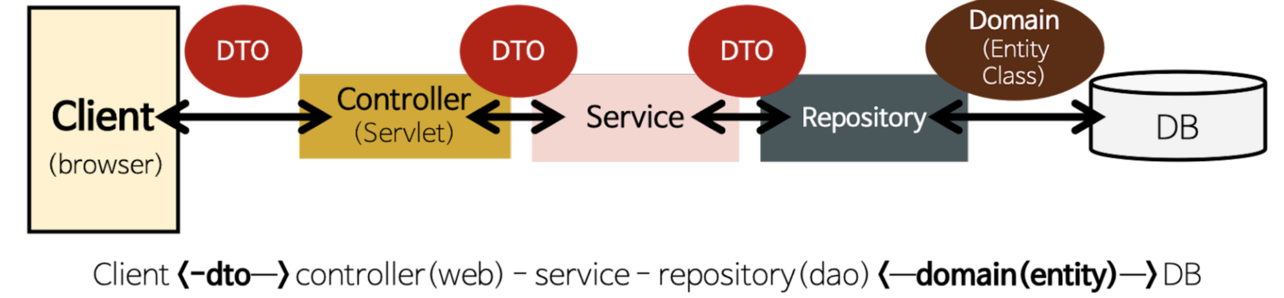 DTO
DTO
DTO
Domain
(Entity
Class)
Client
(browser)
Controller
(Servlet)
Service
Repository
DB
Client <-dto—> controller(web) - service - repository(dao) <—domain(entity)—> DB